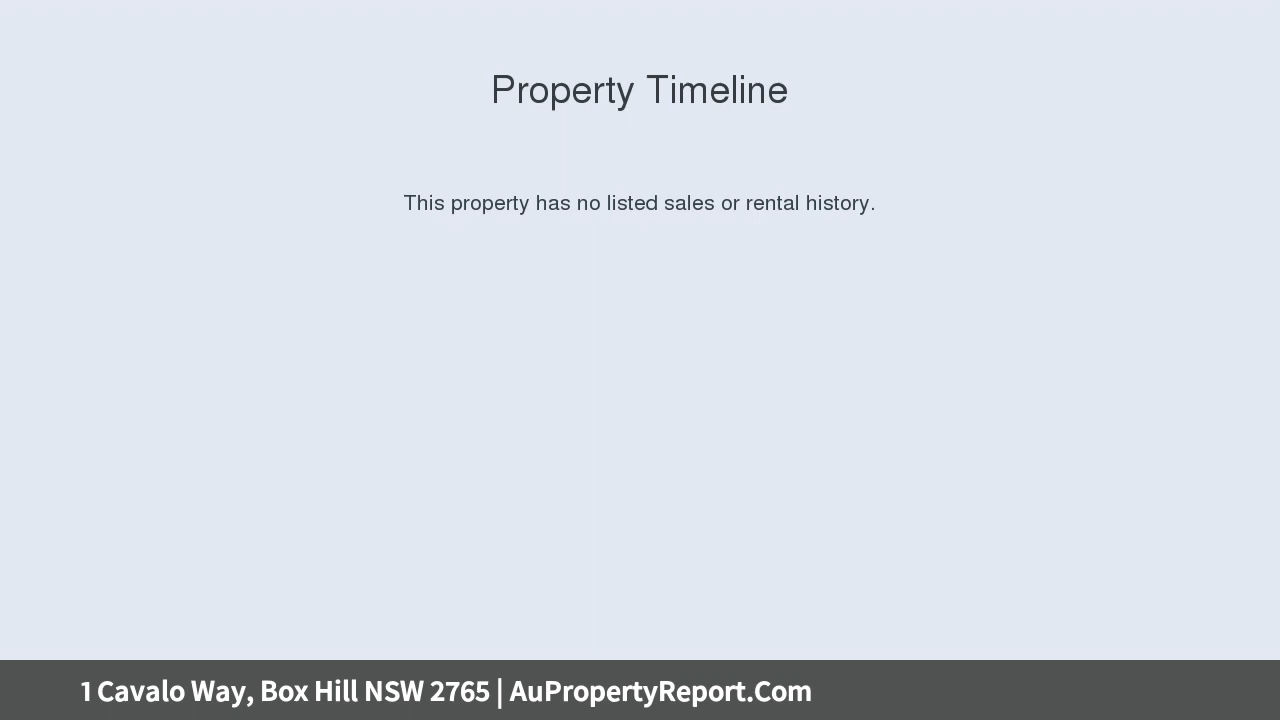 Property Timeline
This property has no listed sales or rental history.
1 Cavalo Way, Box Hill NSW 2765 | AuPropertyReport.Com